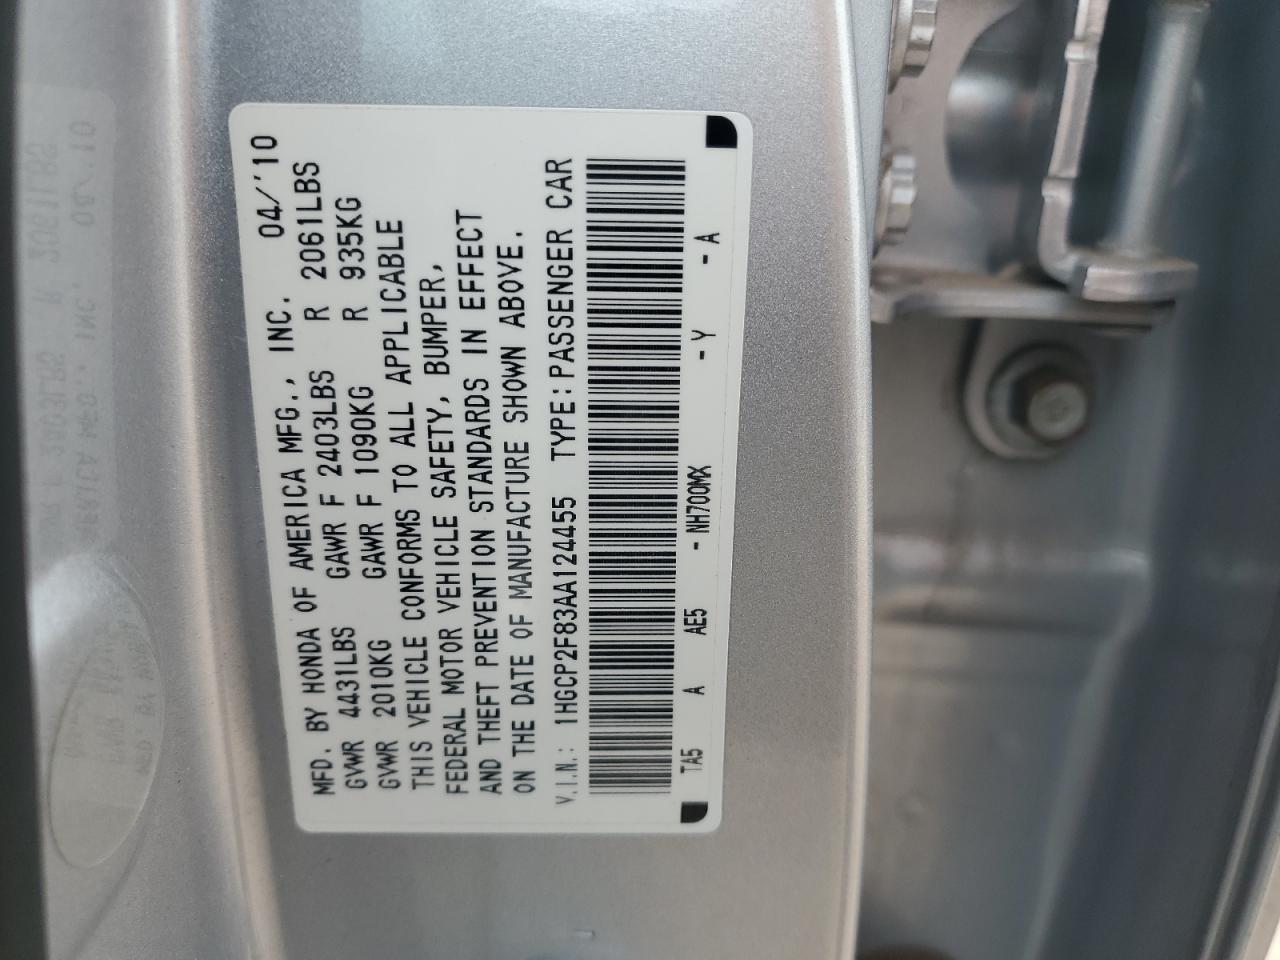 MFD. BY HONDA OF AMERICA MFG., INC. 04/'10
GVWR 4431LBS GAWR F 2403LBS R 2061LBS
GVWR 2010KG GAWR F 1090KG R 935KG
THIS VEHICLE CONFORMS TO ALL APPLICABLE
FEDERAL MOTOR VEHICLE SAFETY, BUMPER,
AND THEFT PREVENTION STANDARDS IN EFFECT
ON THE DATE OF MANUFACTURE SHOWN ABOVE.
V.I.N.: 1HGCP2F83AA124455 TYPE:PASSENGER CAR
TA5 A AE5 - NH700MX - Y - A